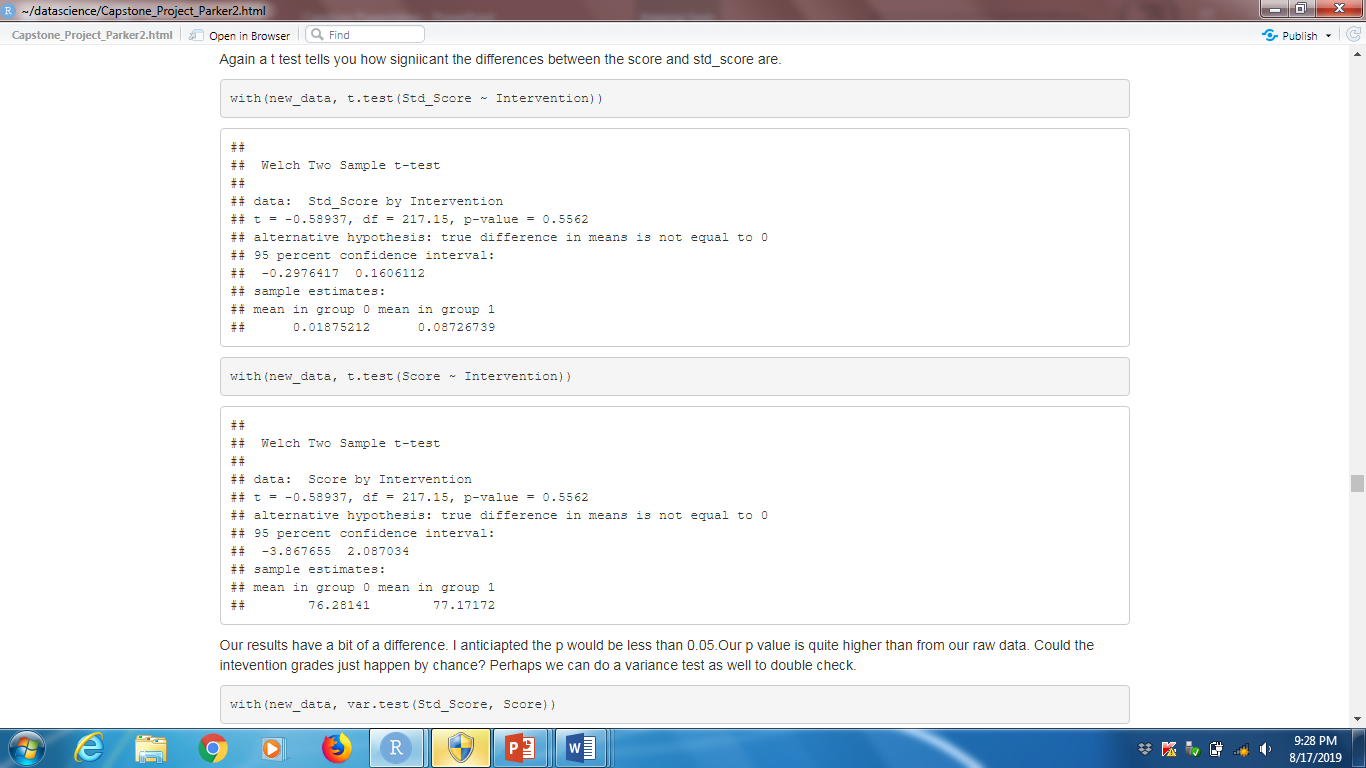 ~/datascience/Capstone_Project_Parker2.html
Capstone_Project_Parker2.html Open in Browser Find Publish
Again a t test tells you how signiicant the differences between the score and std_score are.
with(new_data, t.test(Std_Score ~ Intervention))
##
##  Welch Two Sample t-test
##
## data:  Std_Score by Intervention
## t = -0.58937, df = 217.15, p-value = 0.5562
## alternative hypothesis: true difference in means is not equal to 0
## 95 percent confidence interval:
##  -0.2976417  0.1606112
## sample estimates:
## mean in group 0 mean in group 1
##      0.01875212      0.08726739
with(new_data, t.test(Score ~ Intervention))
##
##  Welch Two Sample t-test
##
## data:  Score by Intervention
## t = -0.58937, df = 217.15, p-value = 0.5562
## alternative hypothesis: true difference in means is not equal to 0
## 95 percent confidence interval:
##  -3.867655  2.087034
## sample estimates:
## mean in group 0 mean in group 1
##        76.28141        77.17172
Our results have a bit of a difference. I anticiapted the p would be less than 0.05.Our p value is quite higher than from our raw data. Could the
intevention grades just happen by chance? Perhaps we can do a variance test as well to double check.
with(new_data, var.test(Std_Score, Score))
9:28 PM
8/17/2019